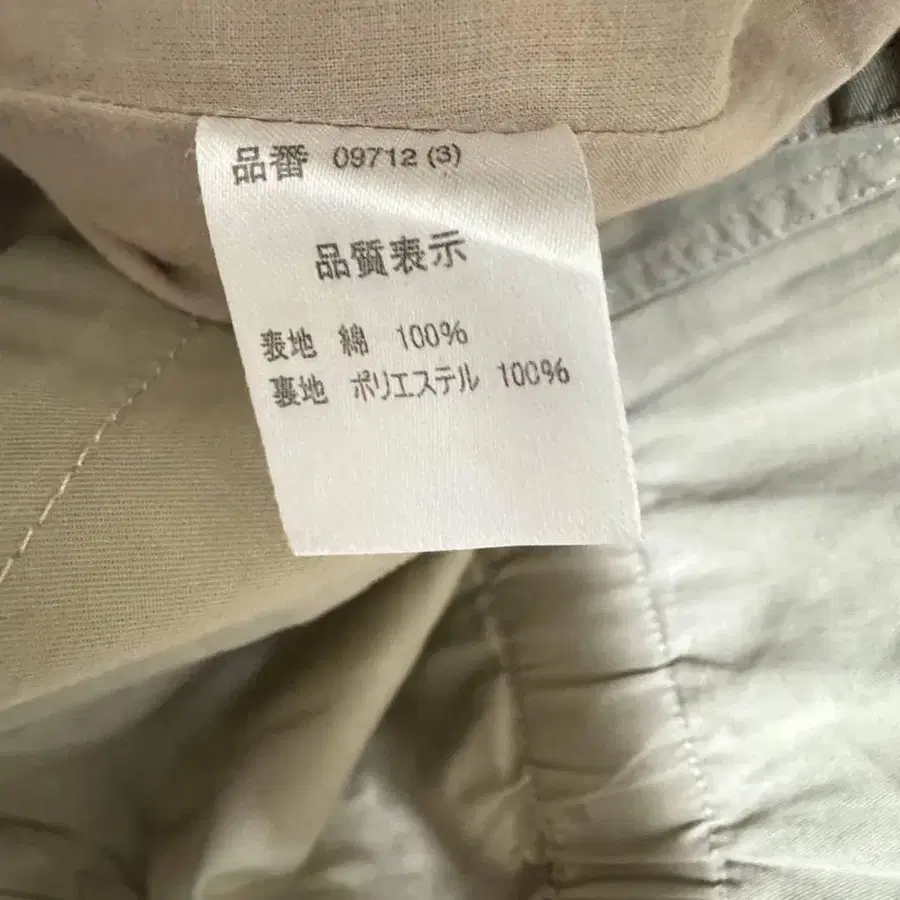 品番 09712 (3)
品質表示
表地 綿 100%
裏地 ポリエステル 100%